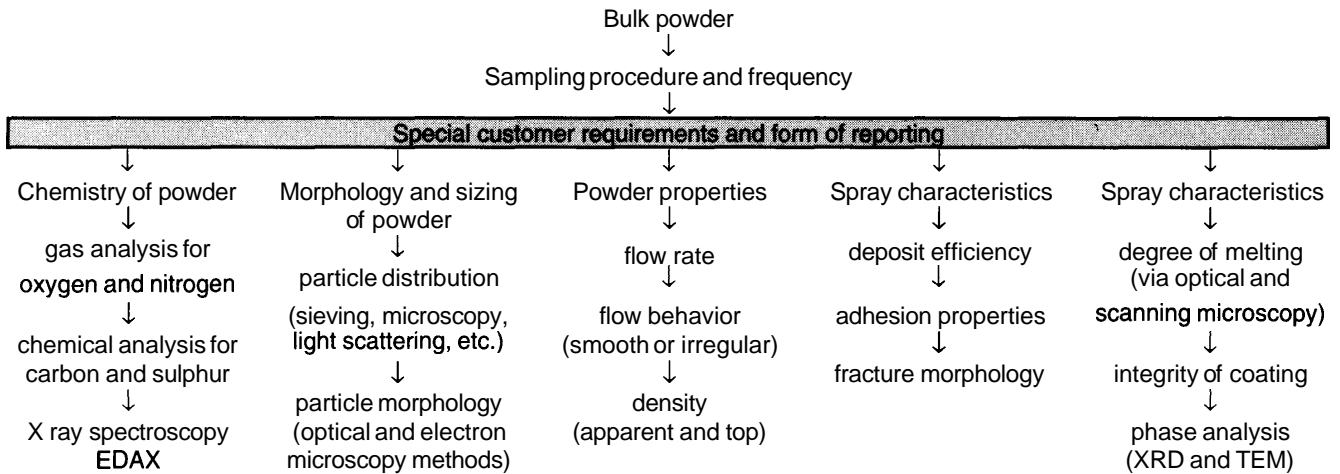 Bulk powder
↓
Sampling procedure and frequency
↓
Special customer requirements and form of reporting
↓ ↓ ↓ ↓ ↓
Chemistry of powder
↓
gas analysis for
oxygen and nitrogen
↓
chemical analysis for
carbon and sulphur
↓
X ray spectroscopy
EDAX
Morphology and sizing
of powder
↓
particle distribution
(sieving, microscopy,
light scattering, etc.)
↓
particle morphology
(optical and electron
microscopy methods)
Powder properties
↓
flow rate
↓
flow behavior
(smooth or irregular)
↓
density
(apparent and top)
Spray characteristics
↓
deposit efficiency
↓
adhesion properties
↓
fracture morphology
Spray characteristics
↓
degree of melting
(via optical and
scanning microscopy)
↓
integrity of coating
↓
phase analysis
(XRD and TEM)